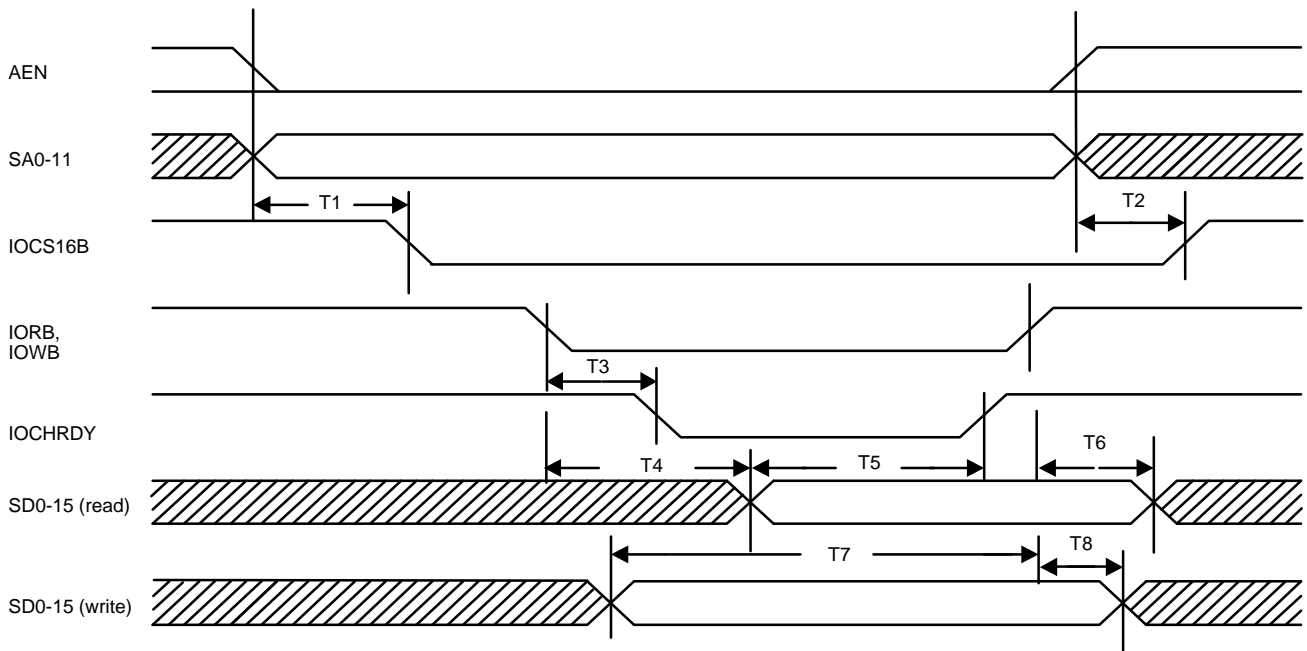 AEN
SA0-11
T1
T2
IOCS16B
IORB,
IOWB
T3
IOCHRDY
T4
T5
T6
SD0-15 (read)
T7
T8
SD0-15 (write)